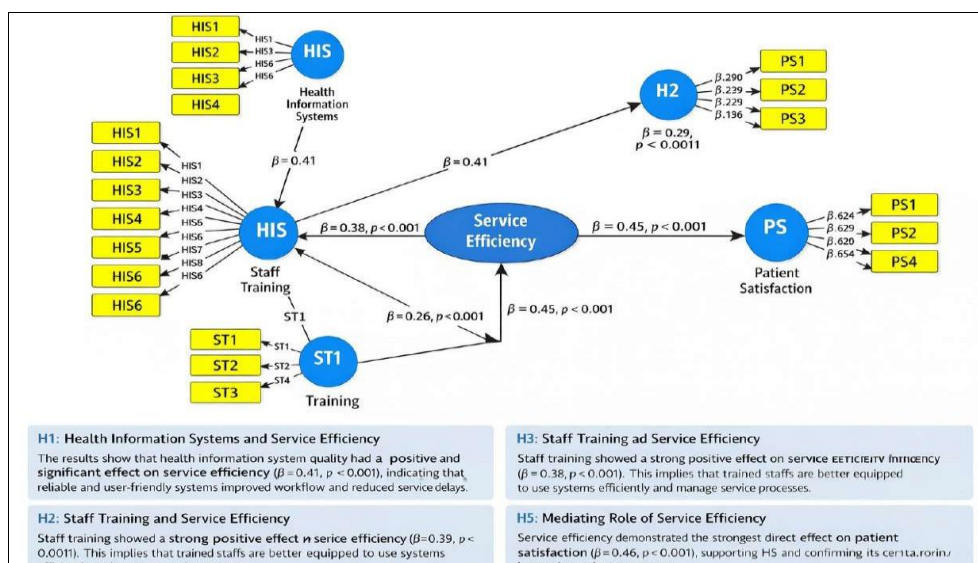 HIS1
HIS2
HIS3
HIS4
HIS1
HIS3
HIS6
HIS6
HIS
Health
Information
Systems
β = 0.41
HIS1
HIS2
HIS3
HIS4
HIS5
HIS6
HIS6
HIS1
HIS2
HIS3
HIS4
HIS6
HIS6
HIS7
HIS8
HIS6
HIS
Staff
Training
β = 0.41
H2
β = 0.29,
p < 0.0011
β.290
β.239
β.229
β.196
PS1
PS2
PS3
β = 0.38, p < 0.001
Service
Efficiency
β = 0.45, p < 0.001
PS
Patient
Satisfaction
β.624
β.629
β.620
β.654
PS1
PS2
PS4
ST1
β = 0.26, p < 0.001
β = 0.45, p < 0.001
ST1
ST2
ST3
ST1
ST2
ST4
ST1
Training
H1: Health Information Systems and Service Efficiency
The results show that health information system quality had a positive and
significant effect on service efficiency (β = 0.41, p < 0.001), indicating that
reliable and user-friendly systems improved workflow and reduced service delays.
H3: Staff Training ad Service Efficiency
Staff training showed a strong positive effect on service
(β = 0.38, p < 0.001). This implies that trained staffs are better equipped
to use systems efficiently and manage service processes.
H2: Staff Training and Service Efficiency
Staff training showed a strong positive effect serice efficiency (β=0.39, p <
0.0011). This implies that trained staffs are better equipped to use systems
H5: Mediating Role of Service Efficiency
Service efficiency demonstrated the strongest direct effect on patient
satisfaction (β = 0.46, p < 0.001), supporting HS and confirming its